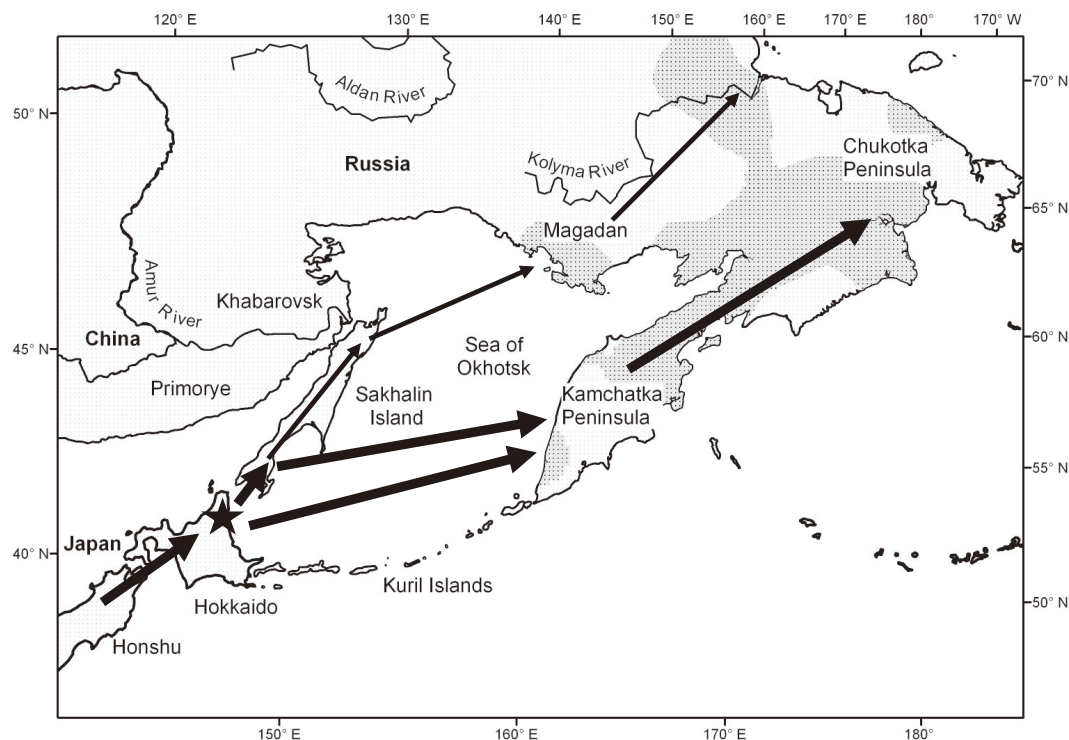 120° E
130° E
140° E
150° E
160° E
170° E
180°
170° W
50° N
70° N
Aldan River
Russia
Kolyma River
Chukotka
Peninsula
65° N
Magadan
Amur River
Khabarovsk
China
45° N
60° N
Sea of
Okhotsk
Primorye
Sakhalin
Island
Kamchatka
Peninsula
55° N
Japan
40° N
Kuril Islands
50° N
Hokkaido
Honshu
150° E
160° E
170° E
180°